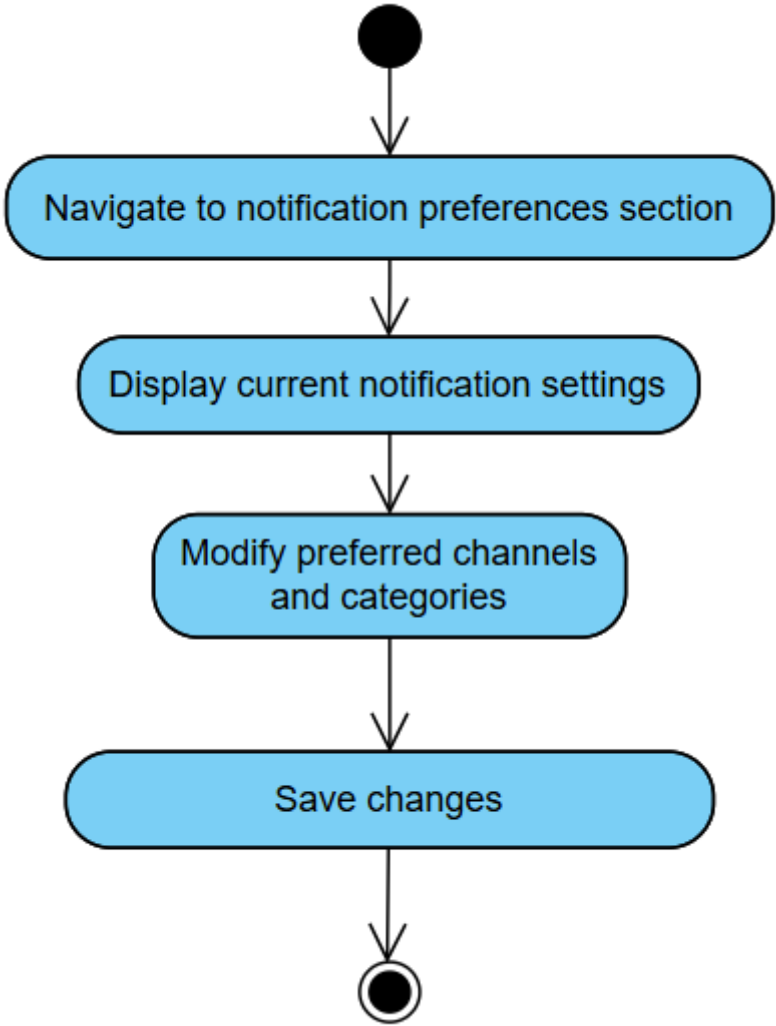 Navigate to notification preferences section
Display current notification settings
Modify preferred channels
and categories
Save changes